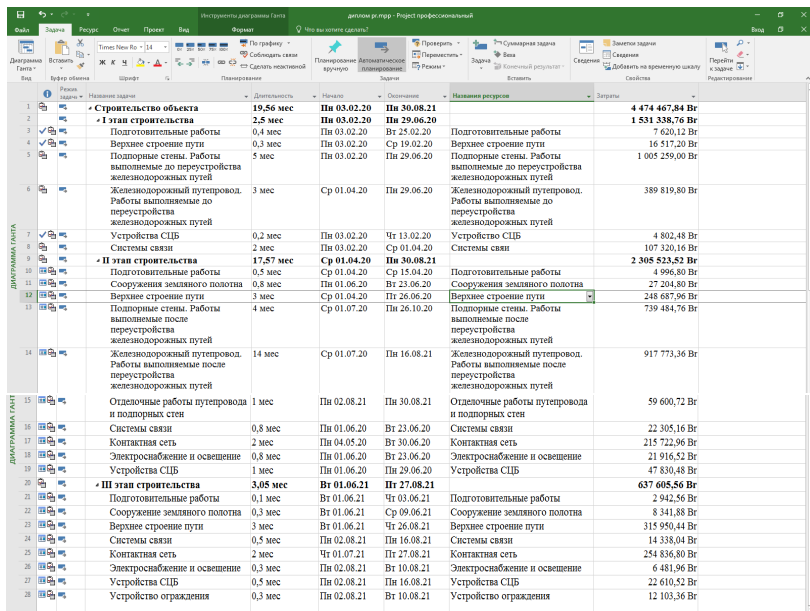 Инструменты диаграммы Ганта
диплом pr.mpp - Project профессиональный
Вход
Файл Задача Ресурс Отчет Проект Вид Формат Что вы хотите сделать?
Диаграмма Ганта
Вставить
Times New Ro 14
Ж К Ч
По графику
Соблюдать связи
Сделать неактивной
Планирование вручную
Автоматическое планирование
Проверить
Переместить
Режим
Задача
Суммарная задача
Веха
Конечный результат
Сведения
Заметки задачи
Сведения
Добавить на временную шкалу
Перейти к задаче
Вид Буфер обмена Шрифт Планирование Задачи Вставить Свойства Редактирование
Режим задачи Название задачи Длительность Начало Окончание Названия ресурсов Затраты
ДИАГРАММА ГАНТА
1 Строительство объекта 19,56 мес Пн 03.02.20 Пн 30.08.21 4 474 467,84 Br
2 I этап строительства 2,5 мес Пн 03.02.20 Пн 29.06.20 1 531 338,76 Br
3 Подготовительные работы 0,4 мес Пн 03.02.20 Вт 25.02.20 Подготовительные работы 7 620,12 Br
4 Верхнее строение пути 0,3 мес Пн 03.02.20 Ср 19.02.20 Верхнее строение пути 16 517,20 Br
5 Подпорные стены. Работы 5 мес Пн 03.02.20 Пн 29.06.20 Подпорные стены. Работы 1 005 259,00 Br
выполнемые до переустройства выполнемые до переустройства
железнодорожных путей железнодорожных путей
6 Железнодорожный путепровод. 3 мес Ср 01.04.20 Пн 29.06.20 Железнодорожный путепровод. 389 819,80 Br
Работы выполняемые до Работы выполняемые до
переустройства переустройства
железнодорожных путей железнодорожных путей
7 Устройства СЦБ 0,2 мес Пн 03.02.20 Чт 13.02.20 Устройство СЦБ 4 802,48 Br
8 Системы связи 2 мес Пн 03.02.20 Ср 01.04.20 Системы свяи 107 320,16 Br
9 II этап строительства 17,57 мес Ср 01.04.20 Пн 30.08.21 2 305 523,52 Br
10 Подготовительные работы 0,5 мес Ср 01.04.20 Ср 15.04.20 Подготовительные работы 4 996,80 Br
11 Сооружения земляного полотна 0,8 мес Пн 01.06.20 Вт 23.06.20 Сооружения земляного полотна 27 204,80 Br
12 Верхнее строение пути 3 мес Ср 01.04.20 Пт 26.06.20 Верхнее строение пути 248 687,96 Br
13 Подпорные стены. Работы 4 мес Ср 01.07.20 Пн 26.10.20 Подпорные стены. Работы 739 484,76 Br
выполнемые после выполнемые после
переустройства переустройства
железнодорожных путей железнодорожных путей
14 Железнодорожный путепровод. 14 мес Ср 01.07.20 Пн 16.08.21 Железнодорожный путепровод. 917 773,36 Br
Работы выполняемые после Работы выполняемые после
переустройства переустройства
железнодорожных путей железнодорожных путей
ДИАГРАММА ГАНТ
15 Отделочные работы путепровода 1 мес Пн 02.08.21 Пн 30.08.21 Отделочные работы путепровода 59 600,72 Br
и подпорных стен и подпорных стен
16 Системы связи 0,8 мес Пн 01.06.20 Вт 23.06.20 Системы связи 22 305,16 Br
17 Контактная сеть 2 мес Пн 04.05.20 Вт 30.06.20 Контактная сеть 215 722,96 Br
18 Электроснабжение и освещение 0,8 мес Пн 01.06.20 Вт 23.06.20 Электроснабжение и освещение 21 916,52 Br
19 Устройства СЦБ 1 мес Пн 01.06.20 Пн 29.06.20 Устройства СЦБ 47 830,48 Br
20 III этап строительства 3,05 мес Вт 01.06.21 Пт 27.08.21 637 605,56 Br
21 Подготовительные работы 0,1 мес Вт 01.06.21 Чт 03.06.21 Подготовительные работы 2 942,56 Br
22 Сооружение земляного полотна 0,3 мес Вт 01.06.21 Ср 09.06.21 Сооружение земляного полотна 8 341,88 Br
23 Верхнее строение пути 3 мес Вт 01.06.21 Чт 26.08.21 Верхнее строение пути 315 950,44 Br
24 Системы связи 0,5 мес Пн 02.08.21 Пн 16.08.21 Системы связи 14 338,04 Br
25 Контактная сеть 2 мес Чт 01.07.21 Пт 27.08.21 Контактная сеть 254 836,80 Br
26 Электроснабжение и освещение 0,3 мес Пн 02.08.21 Вт 10.08.21 Электроснабжение и освещение 6 481,96 Br
27 Устройства СЦБ 0,5 мес Пн 02.08.21 Пн 16.08.21 Устройства СЦБ 22 610,52 Br
28 Устройство ограждения 0,3 мес Пн 02.08.21 Вт 10.08.21 Устройство ограждения 12 103,36 Br